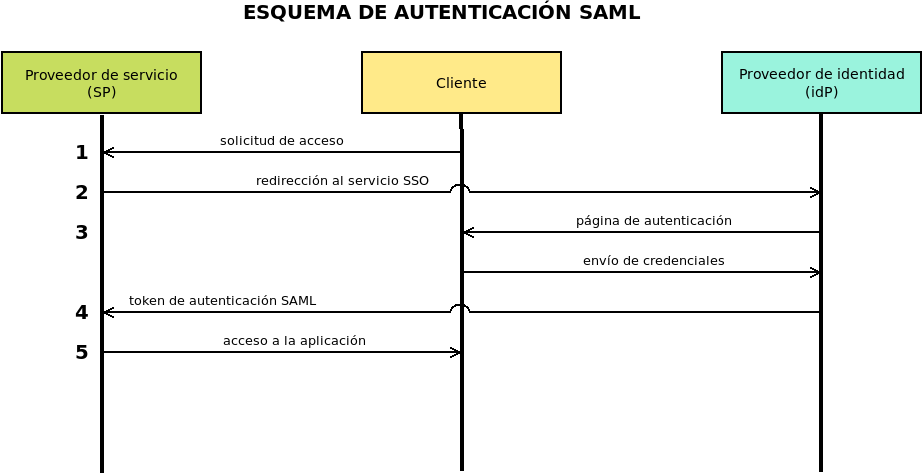 ESQUEMA DE AUTENTICACIÓN SAML
Proveedor de servicio
(SP)
Cliente
Proveedor de identidad
(idP)
1
solicitud de acceso
2
redirección al servicio SSO
3
página de autenticación
envío de credenciales
4
token de autenticación SAML
5
acceso a la aplicación